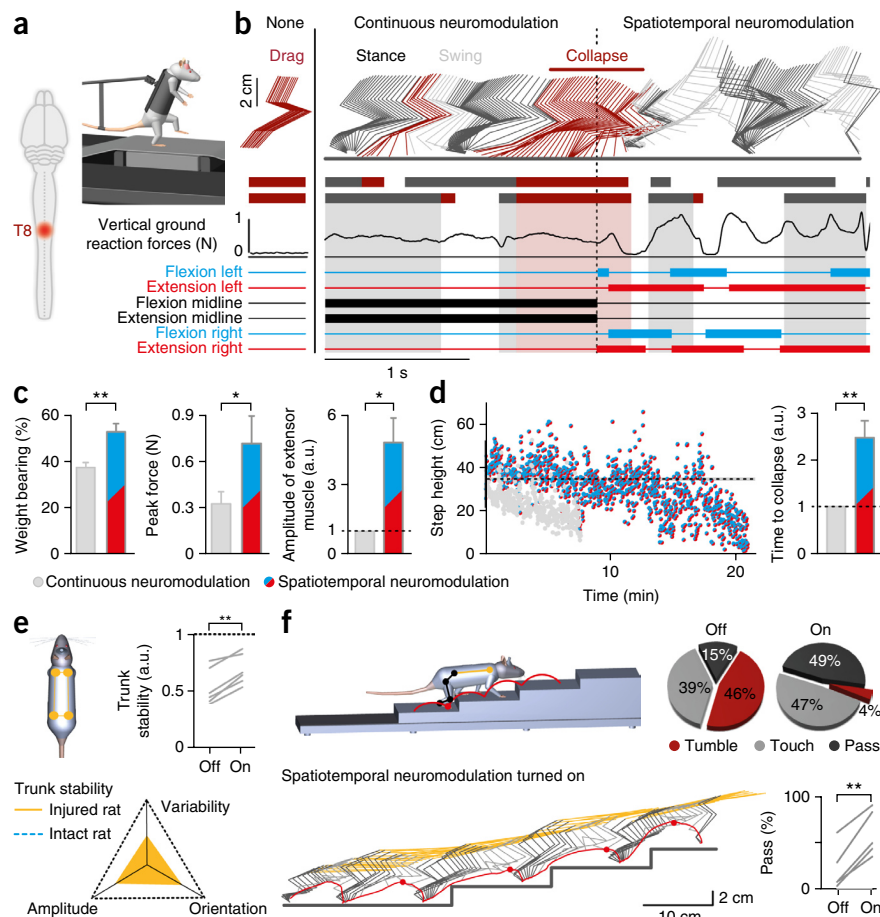 a
T8
b
None
Continuous neuromodulation
Spatiotemporal neuromodulation
Drag
Stance
Swing
Collapse
2 cm
Vertical ground
reaction forces (N)
1
0
Flexion left
Extension left
Flexion midline
Extension midline
Flexion right
Extension right
1 s
c
Weight bearing (%)
60
40
20
0
**
Peak force (N)
0.9
0.6
0.3
0
*
Amplitude of extensor
muscle (a.u.)
6
3
1
0
*
Continuous neuromodulation
Spatiotemporal neuromodulation
d
Step height (cm)
80
60
40
20
0
10
20
Time (min)
Time to collapse (a.u.)
3
2
1
0
**
e
Trunk
stability (a.u.)
1
0.5
0
**
Off
On
Trunk stability
Injured rat
Intact rat
Variability
Amplitude
Orientation
f
Off
15%
39%
46%
On
49%
47%
4%
Tumble
Touch
Pass
Spatiotemporal neuromodulation turned on
2 cm
10 cm
Pass (%)
100
50
0
**
Off
On